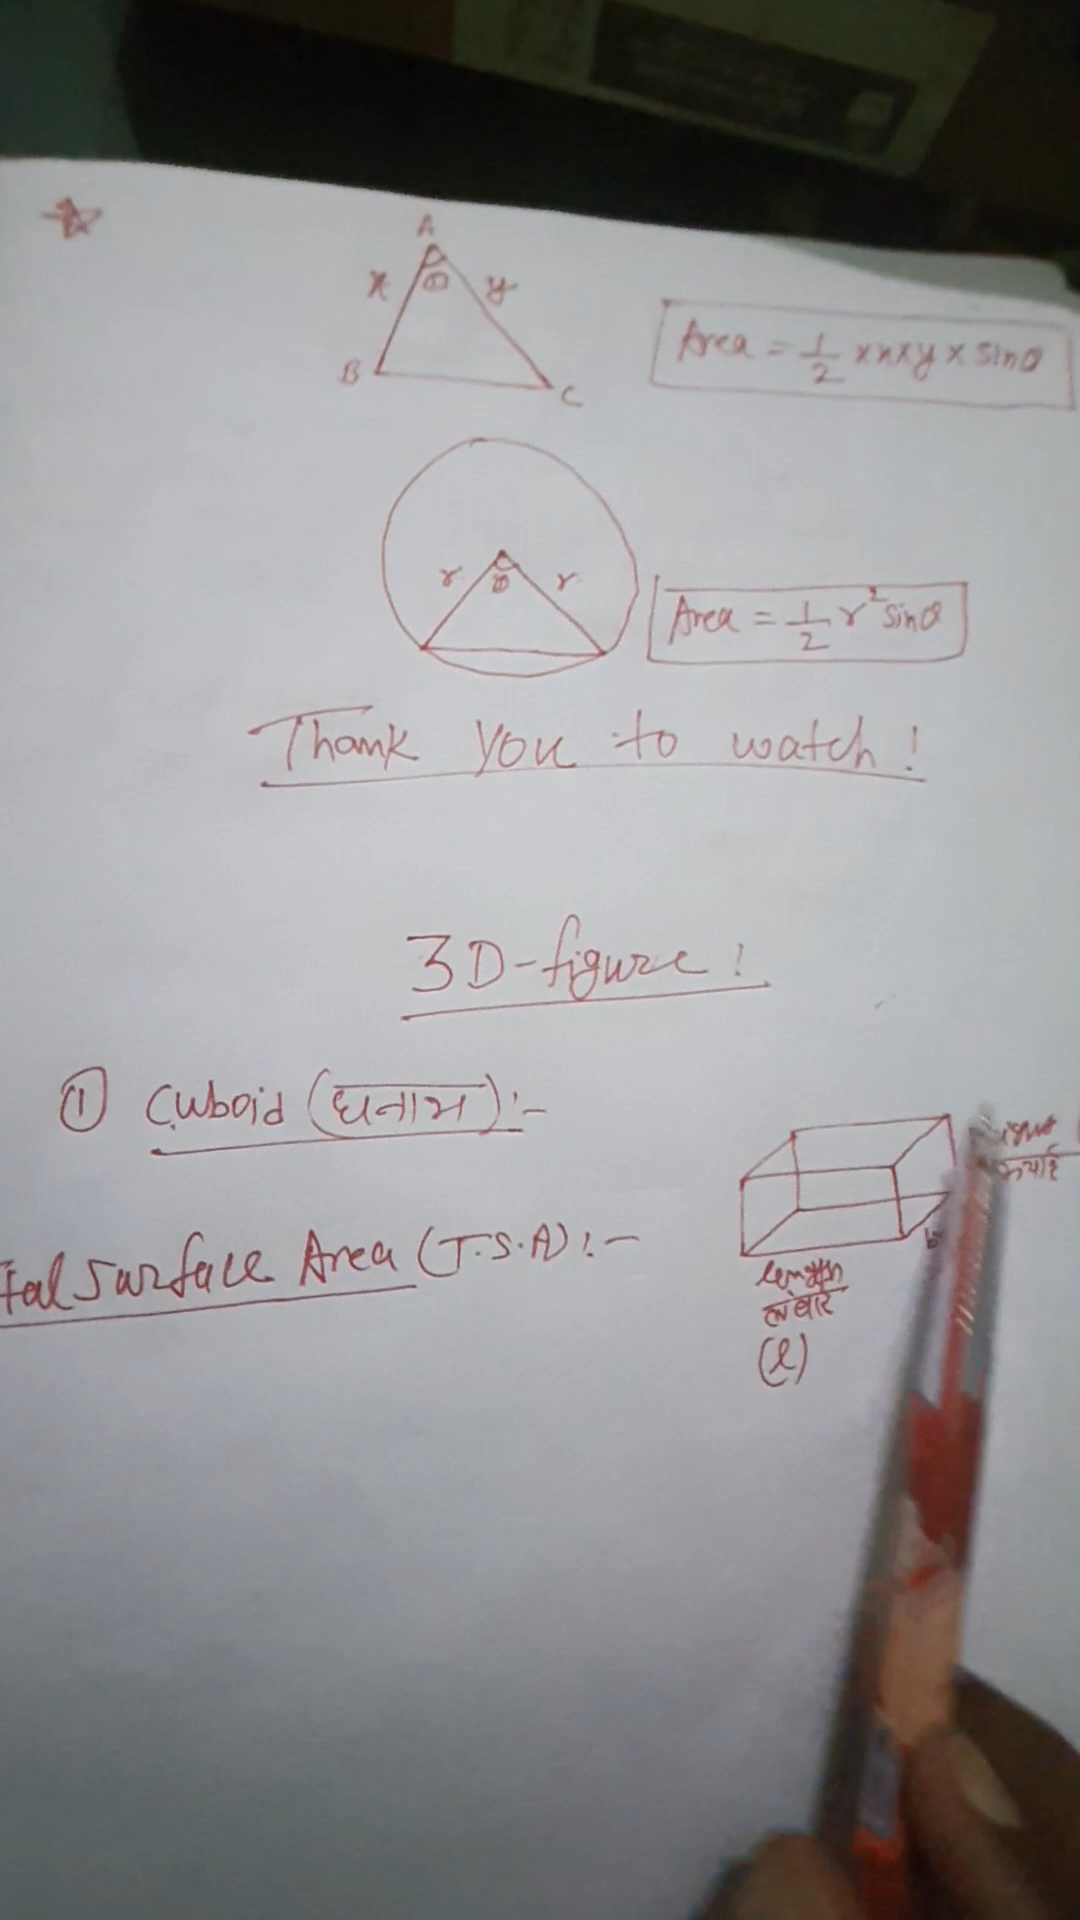 A
x θ y
B C
Area = 1/2 × x × y × sinθ
r θ r
Area = 1/2 r² sinθ
Thank you to watch!
3D-figure!
① Cuboid (घनाभ):-
Surface Area (T.S.A):-
length
(l)